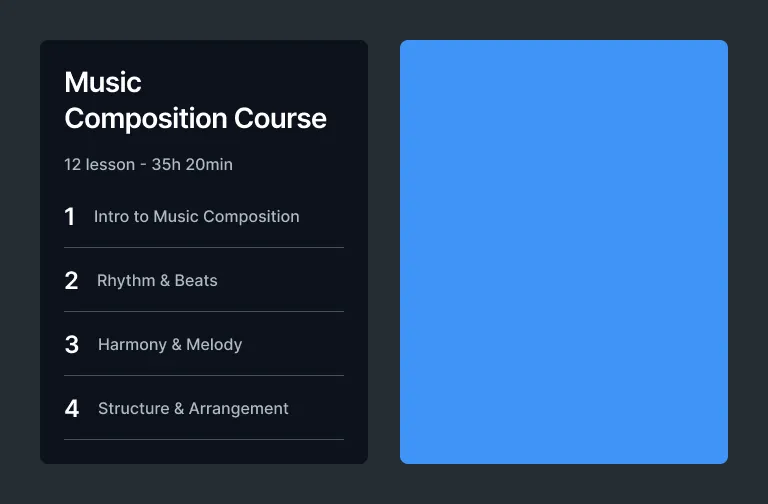 Music
Composition Course
12 lesson - 35h 20min
1 Intro to Music Composition
2 Rhythm & Beats
3 Harmony & Melody
4 Structure & Arrangement